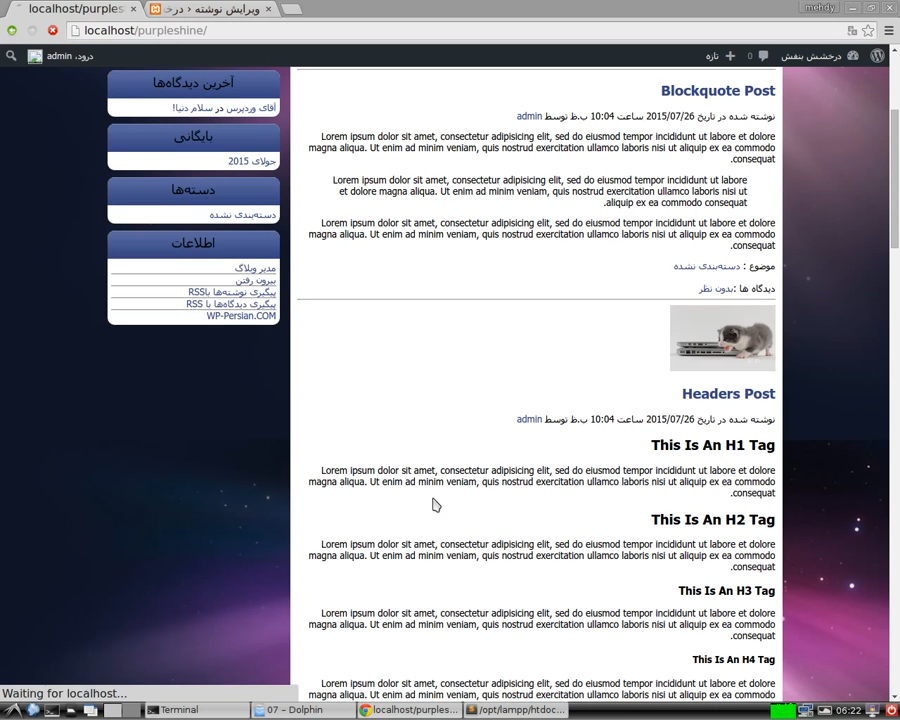 localhost/purples
ویرایش نوشته ‹ درخ
mehdy
localhost/purpleshine/
درود، admin
تازه
0
درخشش بنفش
آخرین دیدگاه‌ها
آقای وردپرس در سلام دنیا!
بایگانی
جولای 2015
دسته‌ها
دسته‌بندی نشده
اطلاعات
مدیر وبلاگ
بیرون رفتن
پیگیری نوشته‌ها باRSS
پیگیری دیدگاه‌ها با RSS
WP-Persian.COM
Blockquote Post
نوشته شده در تاریخ 2015/07/26 ساعت 10:04 ب.ظ توسط admin
Lorem ipsum dolor sit amet, consectetur adipisicing elit, sed do eiusmod tempor incididunt ut labore et dolore
magna aliqua. Ut enim ad minim veniam, quis nostrud exercitation ullamco laboris nisi ut aliquip ex ea commodo
.consequat
Lorem ipsum dolor sit amet, consectetur adipisicing elit, sed do eiusmod tempor incididunt ut labore
et dolore magna aliqua. Ut enim ad minim veniam, quis nostrud exercitation ullamco laboris nisi ut
.aliquip ex ea commodo consequat
Lorem ipsum dolor sit amet, consectetur adipisicing elit, sed do eiusmod tempor incididunt ut labore et dolore
magna aliqua. Ut enim ad minim veniam, quis nostrud exercitation ullamco laboris nisi ut aliquip ex ea commodo
.consequat
موضوع : دسته‌بندی نشده
دیدگاه ها :بدون نظر
Headers Post
نوشته شده در تاریخ 2015/07/26 ساعت 10:04 ب.ظ توسط admin
This Is An H1 Tag
Lorem ipsum dolor sit amet, consectetur adipisicing elit, sed do eiusmod tempor incididunt ut labore et dolore
magna aliqua. Ut enim ad minim veniam, quis nostrud exercitation ullamco laboris nisi ut aliquip ex ea commodo
.consequat
This Is An H2 Tag
Lorem ipsum dolor sit amet, consectetur adipisicing elit, sed do eiusmod tempor incididunt ut labore et dolore
magna aliqua. Ut enim ad minim veniam, quis nostrud exercitation ullamco laboris nisi ut aliquip ex ea commodo
.consequat
This Is An H3 Tag
Lorem ipsum dolor sit amet, consectetur adipisicing elit, sed do eiusmod tempor incididunt ut labore et dolore
magna aliqua. Ut enim ad minim veniam, quis nostrud exercitation ullamco laboris nisi ut aliquip ex ea commodo
.consequat
This Is An H4 Tag
Lorem ipsum dolor sit amet, consectetur adipisicing elit, sed do eiusmod tempor incididunt ut labore et dolore
magna aliqua. Ut enim ad minim veniam, quis nostrud exercitation ullamco laboris nisi ut aliquip ex ea commodo
Waiting for localhost...
Terminal
07 – Dolphin
localhost/purples...
/opt/lampp/htdoc...
06:22